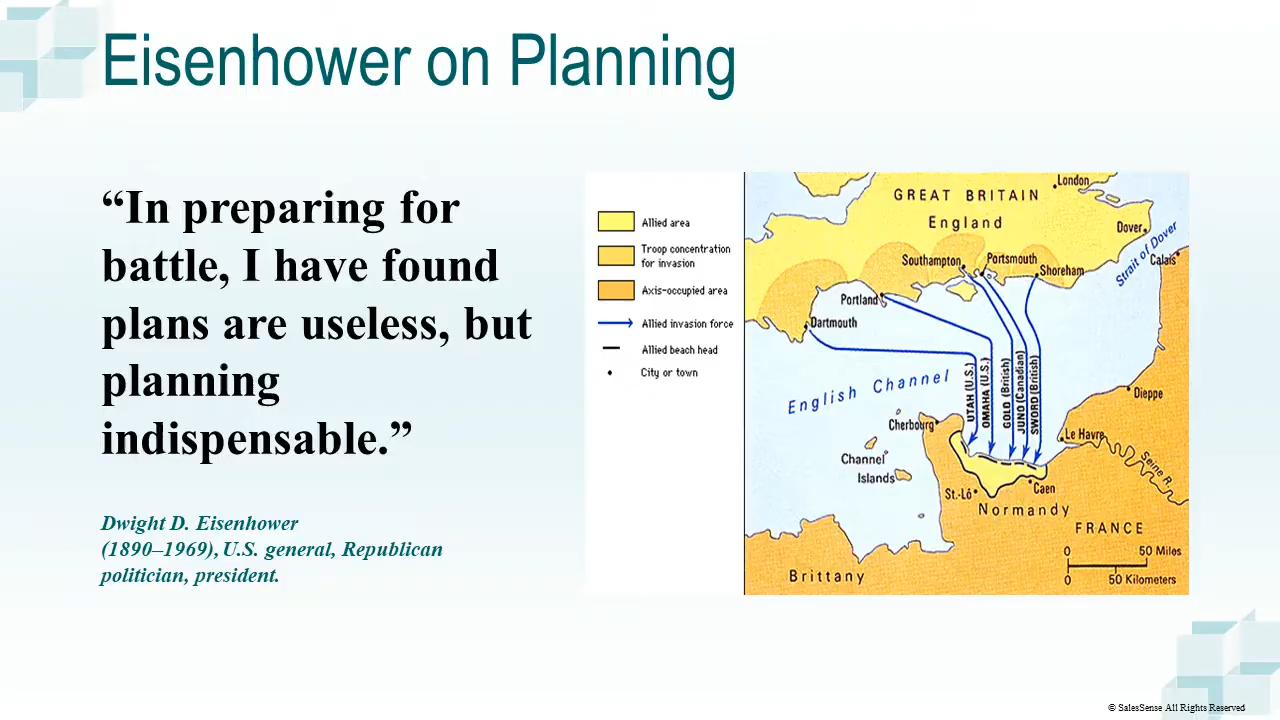 Eisenhower on Planning
“In preparing for
battle, I have found
plans are useless, but
planning
indispensable.”
Dwight D. Eisenhower
(1890–1969), U.S. general, Republican
politician, president.
Allied area
Troop concentration
for invasion
Axis-occupied area
Allied invasion force
Allied beach head
City or town
London
GREAT BRITAIN
England
Dover
Strait of Dover
Calais
Southampton
Portsmouth
Shoreham
Portland
Dartmouth
English Channel
UTAH (U.S.)
OMAHA (U.S.)
GOLD (British)
JUNO (Canadian)
SWORD (British)
Dieppe
Cherbourg
Le Havre
Channel
Islands
Seine R.
St.-Lô
Caen
Normandy
FRANCE
0 50 Miles
0 50 Kilometers
Brittany
© SalesSense All Rights Reserved